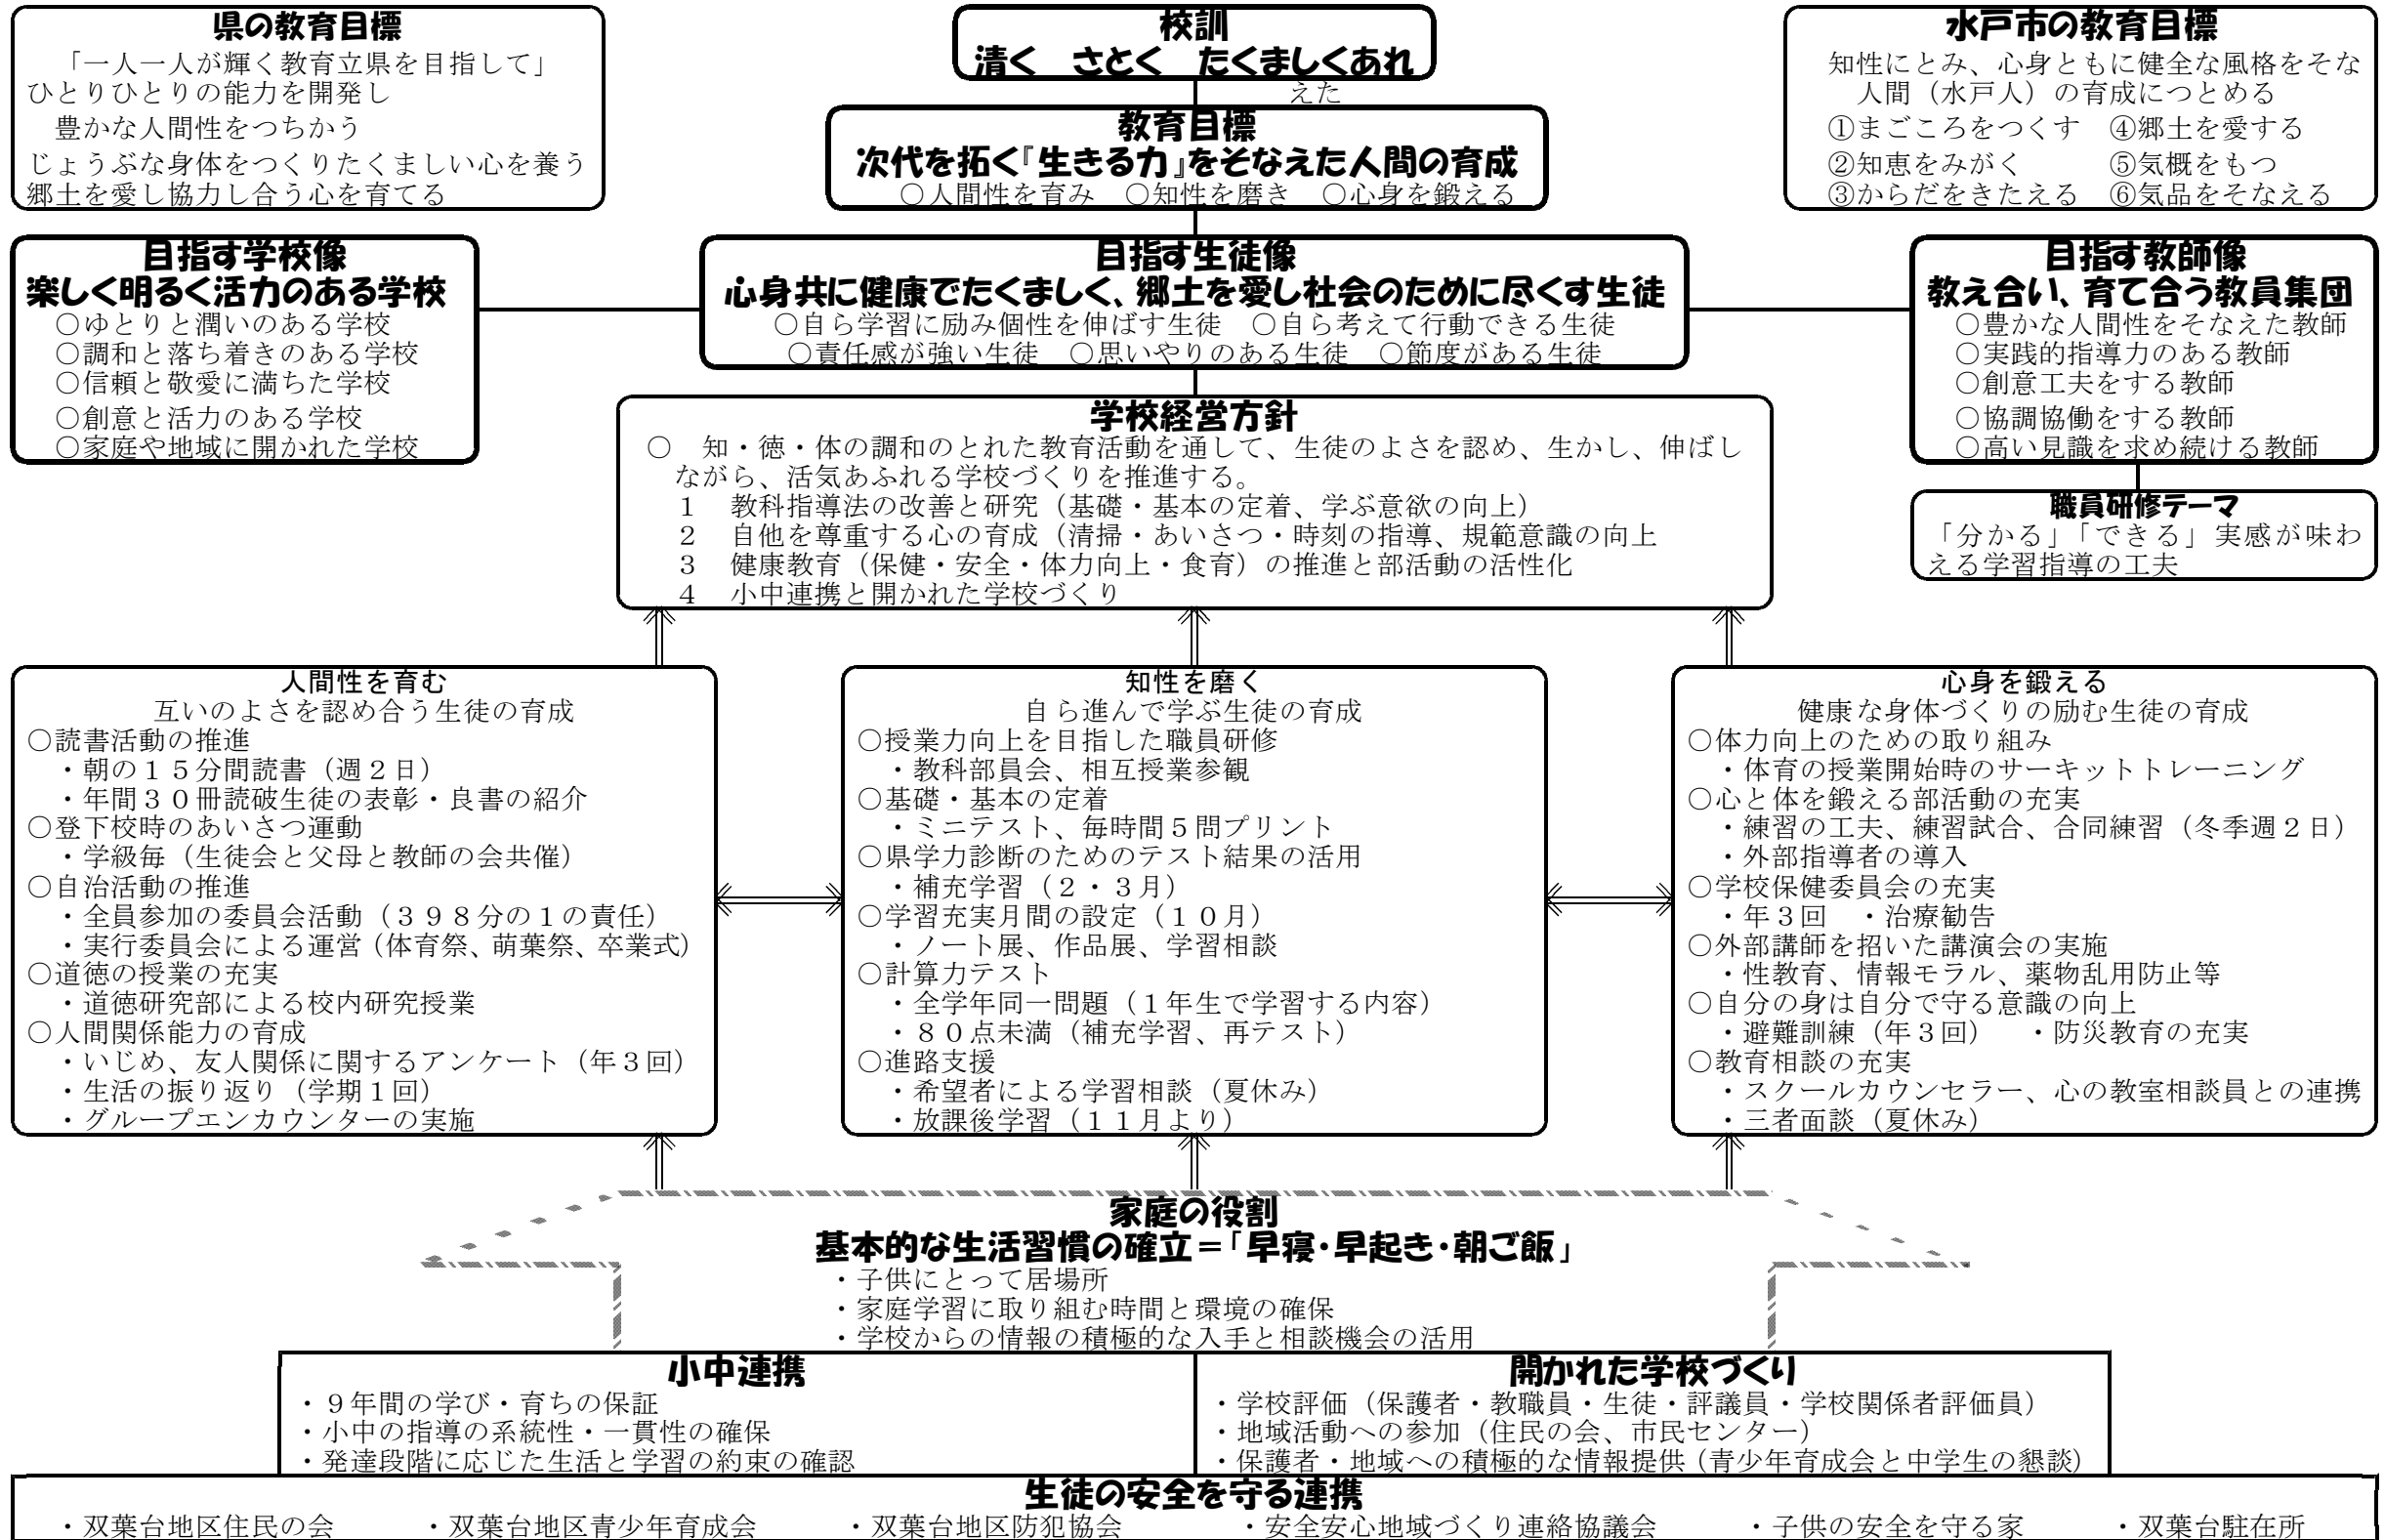 県の教育目標
「一人一人が輝く教育立県を目指して」
ひとりひとりの能力を開発し
豊かな人間性をつちかう
じょうぶな身体をつくりたくましい心を養う
郷土を愛し協力し合う心を育てる
校訓
清く　さとく　たくましくあれ
水戸市の教育目標
知性にとみ、心身ともに健全な風格をそな
えた
人間（水戸人）の育成につとめる
①まごころをつくす　④郷土を愛する
②知恵をみがく　⑤気概をもつ
③からだをきたえる　⑥気品をそなえる
教育目標
次代を拓く『生きる力』をそなえた人間の育成
○人間性を育み　○知性を磨き　○心身を鍛える
目指す学校像
楽しく明るく活力のある学校
○ゆとりと潤いのある学校
○調和と落ち着きのある学校
○信頼と敬愛に満ちた学校
○創意と活力のある学校
○家庭や地域に開かれた学校
目指す生徒像
心身共に健康でたくましく、郷土を愛し社会のために尽くす生徒
○自ら学習に励み個性を伸ばす生徒　○自ら考えて行動できる生徒
○責任感が強い生徒　○思いやりのある生徒　○節度がある生徒
目指す教師像
教え合い、育て合う教員集団
○豊かな人間性をそなえた教師
○実践的指導力のある教師
○創意工夫をする教師
○協調協働をする教師
○高い見識を求め続ける教師
職員研修テーマ
「分かる」「できる」実感が味わ
える学習指導の工夫
学校経営方針
○　知・徳・体の調和のとれた教育活動を通して、生徒のよさを認め、生かし、伸ばし
ながら、活気あふれる学校づくりを推進する。
１　教科指導法の改善と研究（基礎・基本の定着、学ぶ意欲の向上）
２　自他を尊重する心の育成（清掃・あいさつ・時刻の指導、規範意識の向上
３　健康教育（保健・安全・体力向上・食育）の推進と部活動の活性化
４　小中連携と開かれた学校づくり
人間性を育む
互いのよさを認め合う生徒の育成
○読書活動の推進
・朝の１５分間読書（週２日）
・年間３０冊読破生徒の表彰・良書の紹介
○登下校時のあいさつ運動
・学級毎（生徒会と父母と教師の会共催）
○自治活動の推進
・全員参加の委員会活動（３９８分の１の責任）
・実行委員会による運営（体育祭、萌葉祭、卒業式）
○道徳の授業の充実
・道徳研究部による校内研究授業
○人間関係能力の育成
・いじめ、友人関係に関するアンケート（年３回）
・生活の振り返り（学期１回）
・グループエンカウンターの実施
知性を磨く
自ら進んで学ぶ生徒の育成
○授業力向上を目指した職員研修
・教科部員会、相互授業参観
○基礎・基本の定着
・ミニテスト、毎時間５問プリント
○県学力診断のためのテスト結果の活用
・補充学習（２・３月）
○学習充実月間の設定（１０月）
・ノート展、作品展、学習相談
○計算力テスト
・全学年同一問題（１年生で学習する内容）
・８０点未満（補充学習、再テスト）
○進路支援
・希望者による学習相談（夏休み）
・放課後学習（１１月より）
心身を鍛える
健康な身体づくりの励む生徒の育成
○体力向上のための取り組み
・体育の授業開始時のサーキットトレーニング
○心と体を鍛える部活動の充実
・練習の工夫、練習試合、合同練習（冬季週２日）
・外部指導者の導入
○学校保健委員会の充実
・年３回　・治療勧告
○外部講師を招いた講演会の実施
・性教育、情報モラル、薬物乱用防止等
○自分の身は自分で守る意識の向上
・避難訓練（年３回）　・防災教育の充実
○教育相談の充実
・スクールカウンセラー、心の教室相談員との連携
・三者面談（夏休み）
家庭の役割
基本的な生活習慣の確立＝「早寝・早起き・朝ご飯」
・子供にとって居場所
・家庭学習に取り組む時間と環境の確保
・学校からの情報の積極的な入手と相談機会の活用
小中連携
・９年間の学び・育ちの保証
・小中の指導の系統性・一貫性の確保
・発達段階に応じた生活と学習の約束の確認
開かれた学校づくり
・学校評価（保護者・教職員・生徒・評議員・学校関係者評価員）
・地域活動への参加（住民の会、市民センター）
・保護者・地域への積極的な情報提供（青少年育成会と中学生の懇談）
生徒の安全を守る連携
・双葉台地区住民の会　・双葉台地区青少年育成会　・双葉台地区防犯協会　・安全安心地域づくり連絡協議会　・子供の安全を守る家　・双葉台駐在所